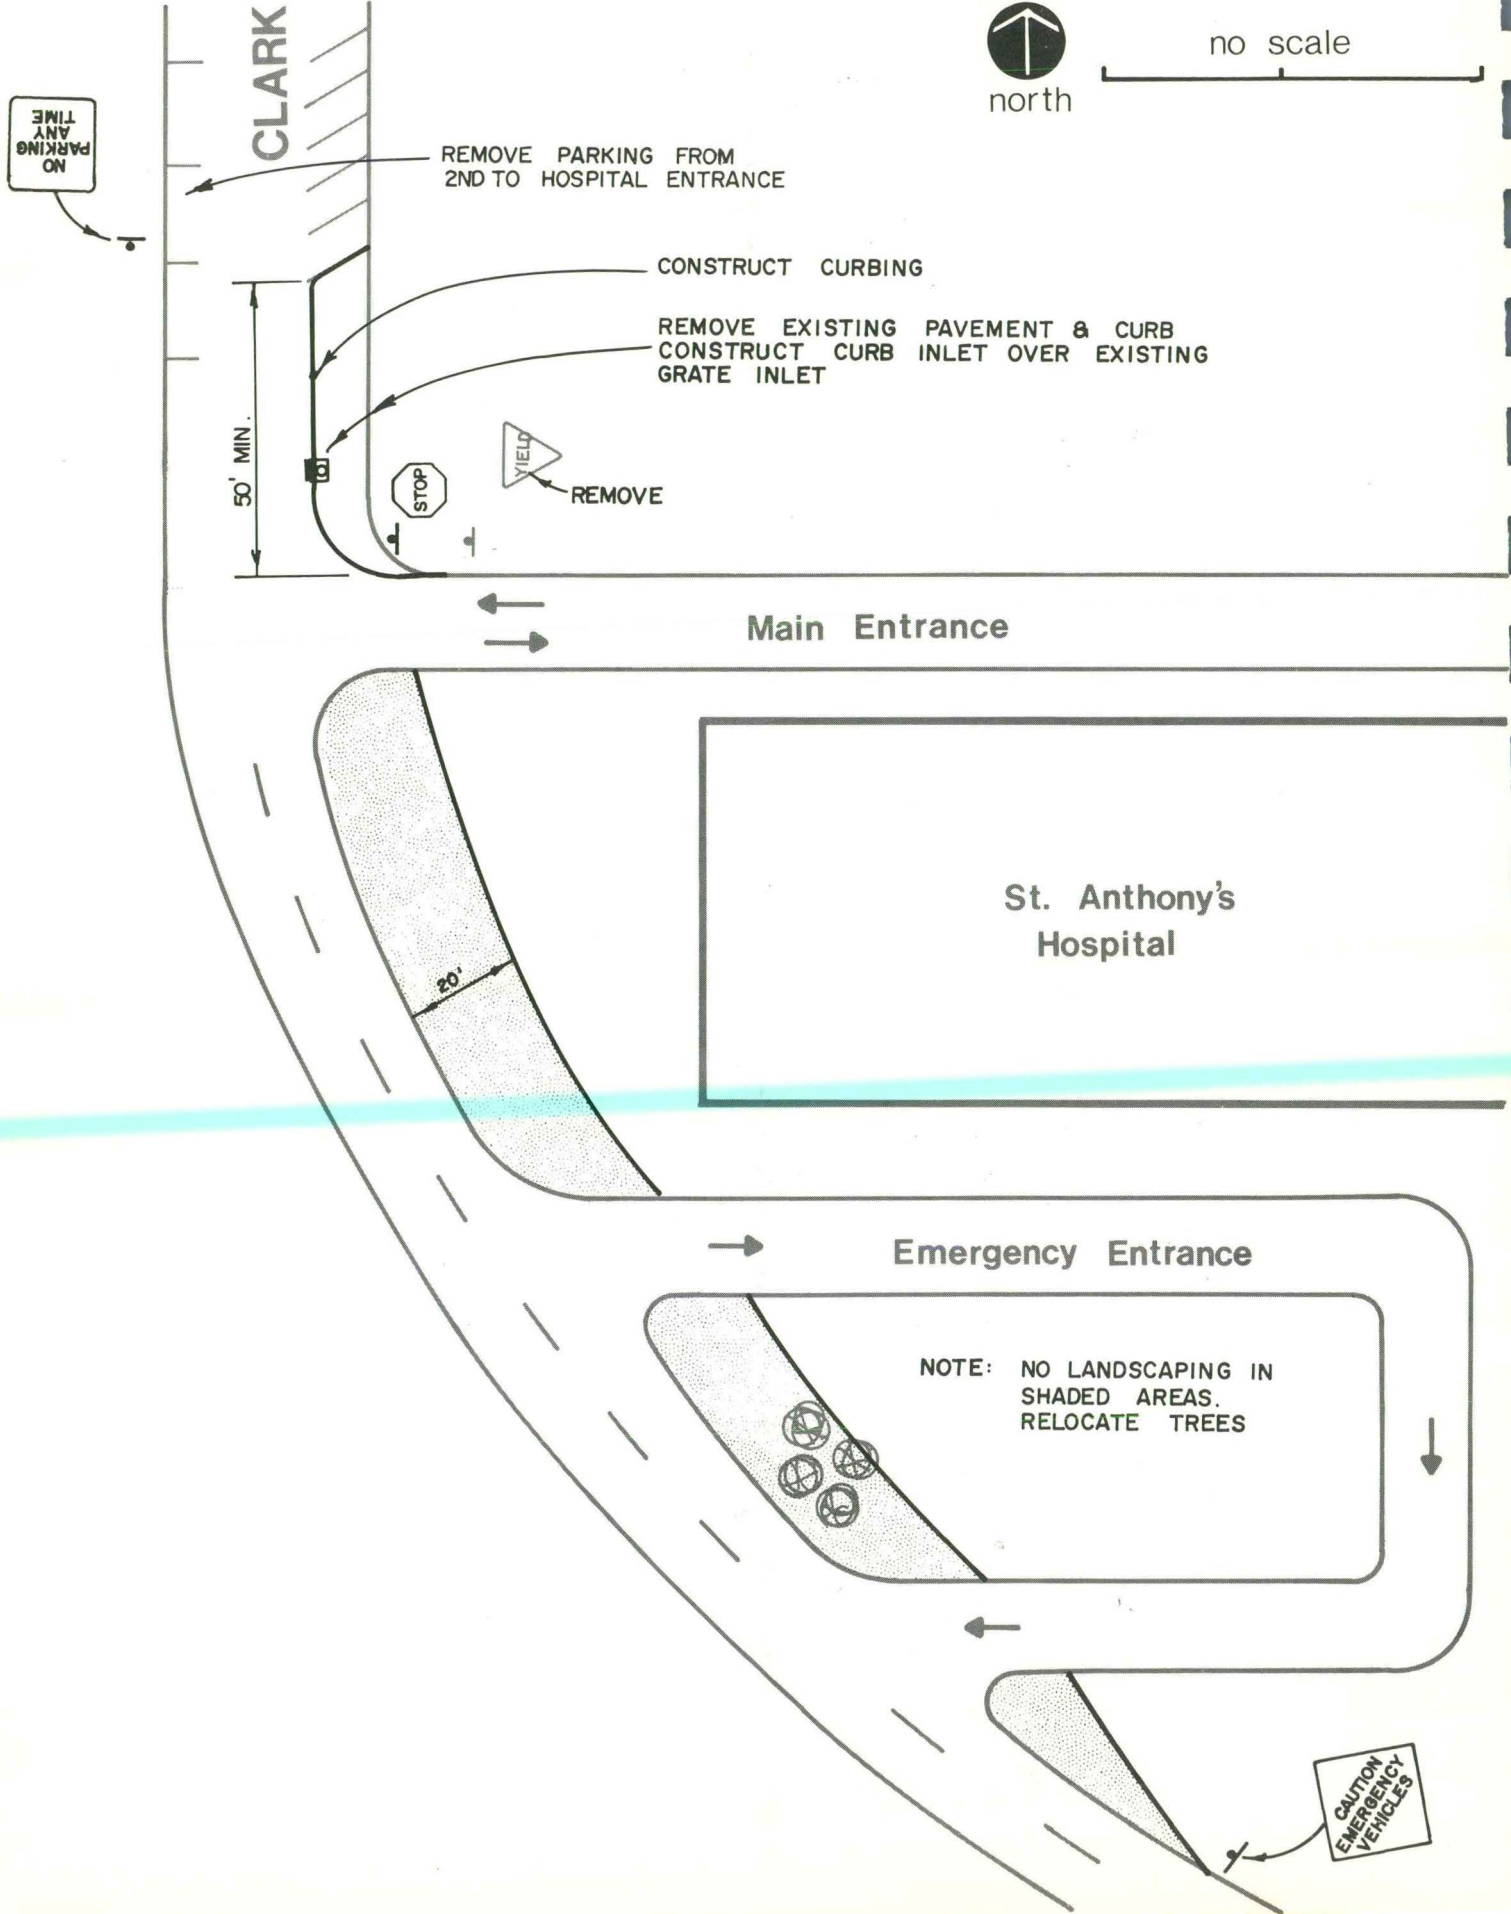 CLARK
no scale
north
NO
PARKING
ANY
TIME
REMOVE PARKING FROM
2ND TO HOSPITAL ENTRANCE
CONSTRUCT CURBING
REMOVE EXISTING PAVEMENT & CURB
CONSTRUCT CURB INLET OVER EXISTING
GRATE INLET
50' MIN.
STOP
YIELD
REMOVE
Main Entrance
St. Anthony's
Hospital
20'
Emergency Entrance
NOTE: NO LANDSCAPING IN
SHADED AREAS.
RELOCATE TREES
CAUTION
EMERGENCY
VEHICLES